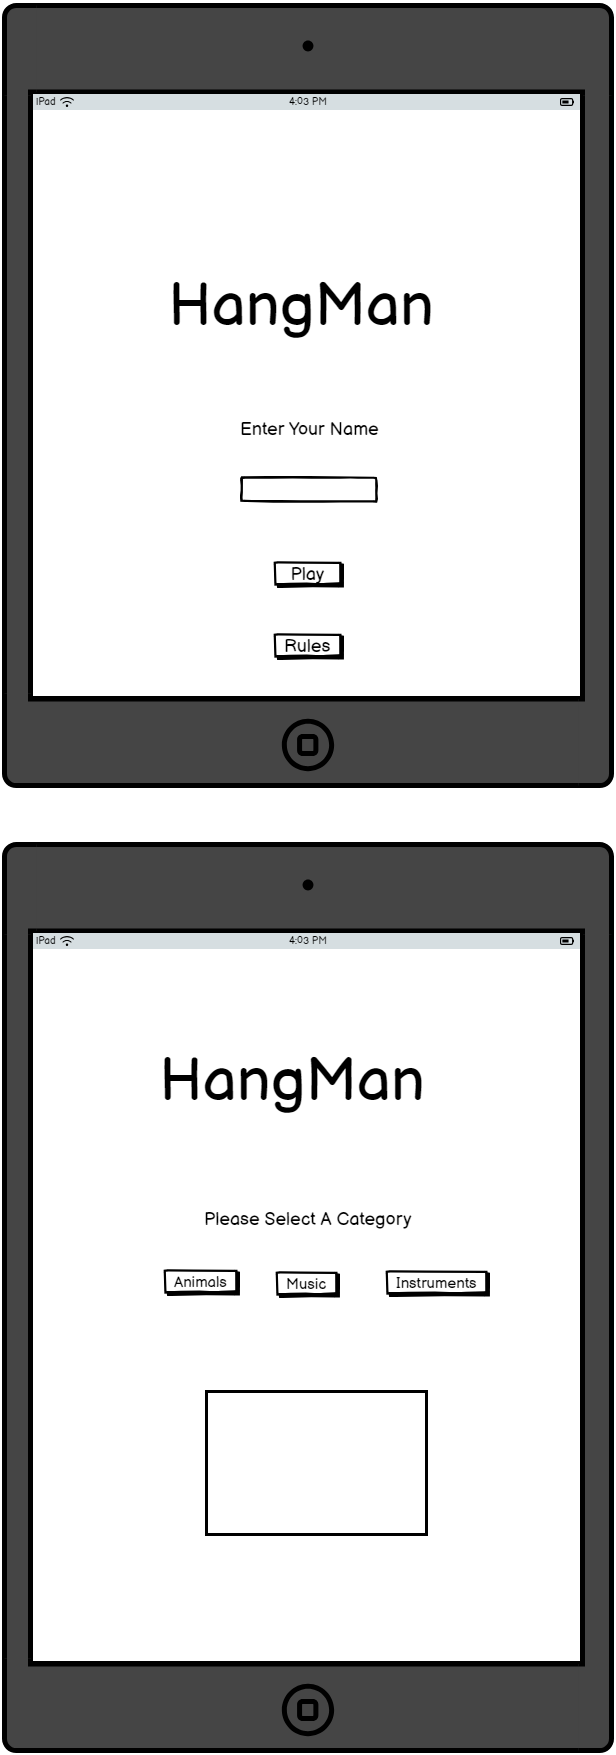 iPad 4:03 PM
HangMan
Enter Your Name
Play
Rules
iPad 4:03 PM
HangMan
Please Select A Category
Animals Music Instruments